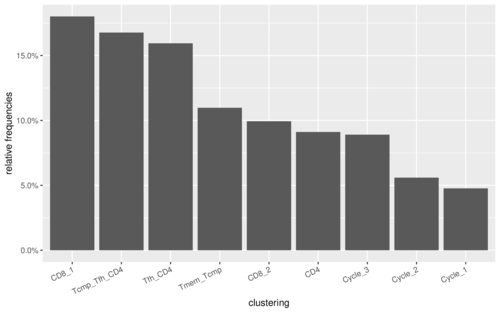 15.0%
10.0%
5.0%
0.0%
relative frequencies
CD8_1
Tcmp_Tfh_CD4
Tfh_CD4
Tmem_Tcmp
CD8_2
CD4
Cycle_3
Cycle_2
Cycle_1
clustering